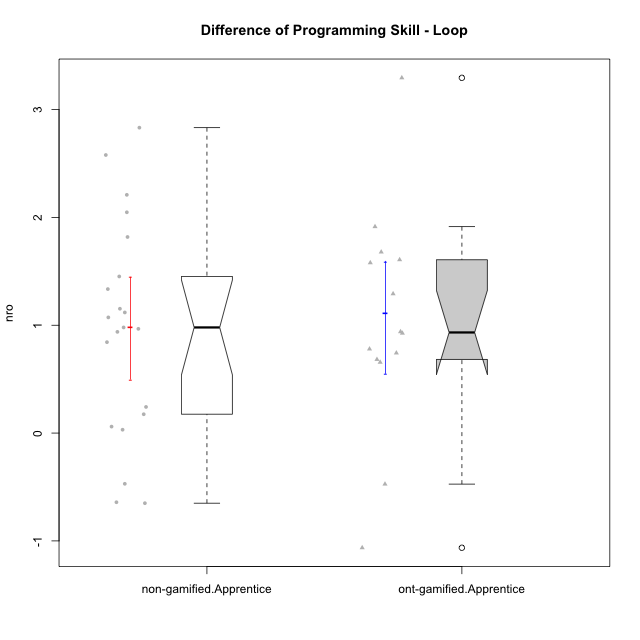 Difference of Programming Skill - Loop
nro
3
2
1
0
-1
non-gamified.Apprentice
ont-gamified.Apprentice